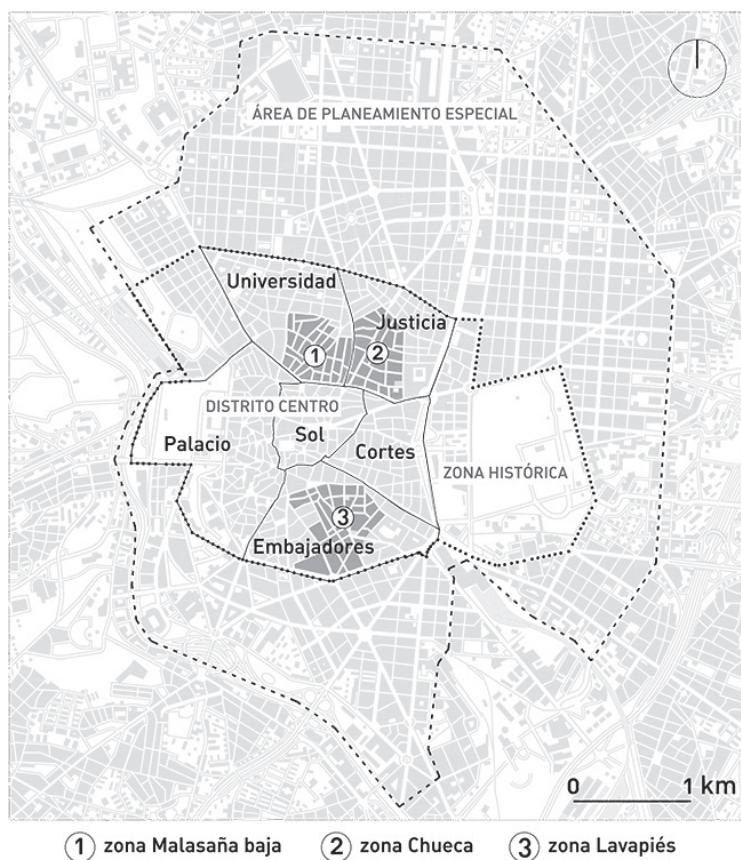 ÁREA DE PLANEAMIENTO ESPECIAL
Universidad
Justicia
1
2
DISTRITO CENTRO
Sol
Palacio
Cortes
ZONA HISTÓRICA
3
Embajadores
0 1 km
1 zona Malasaña baja 2 zona Chueca 3 zona Lavapiés